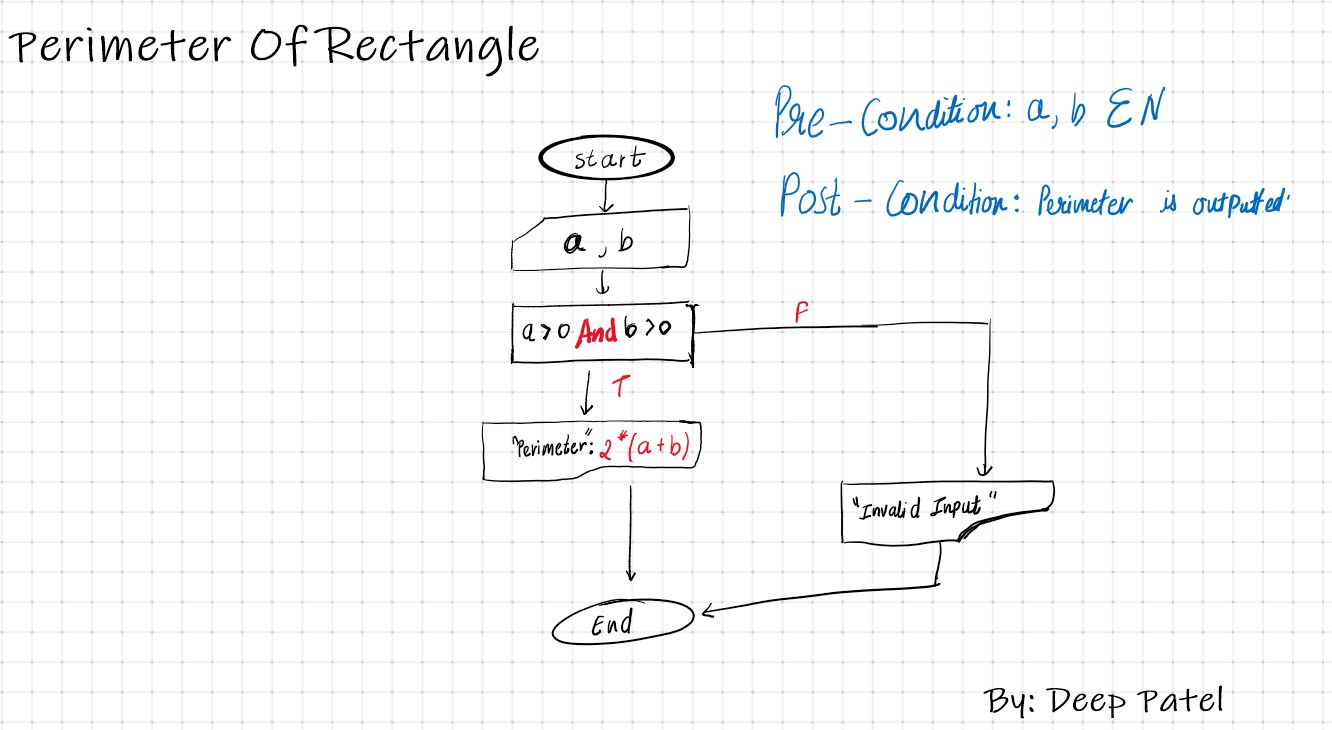 Perimeter Of Rectangle
Pre-Condition: a, b EN
Post-Condition: Perimeter is outputted.
start
a, b
a>0 And b>0
F
T
"Perimeter": 2*(a+b)
"Invalid Input"
End
By: Deep Patel